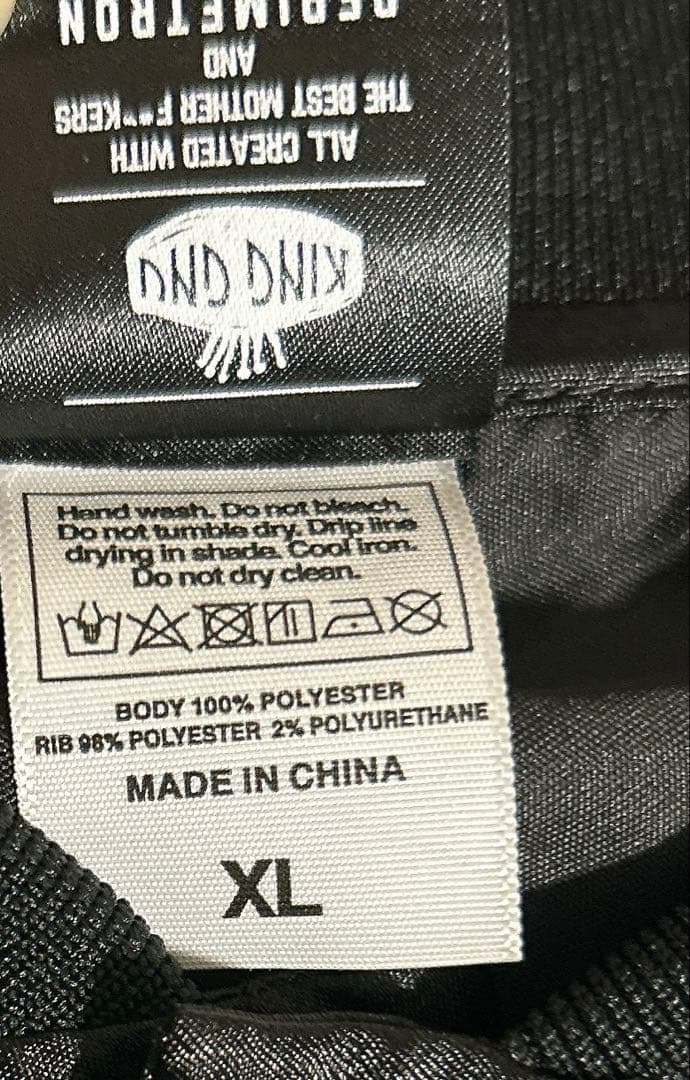 KING GNU
ALL CREATED WITH
THE BEST MOTHER F**KERS
AND
PERIMETRON
Hand wash. Do not bleach.
Do not tumble dry. Drip line
drying in shade. Cool iron.
Do not dry clean.
BODY 100% POLYESTER
RIB 98% POLYESTER 2% POLYURETHANE
MADE IN CHINA
XL